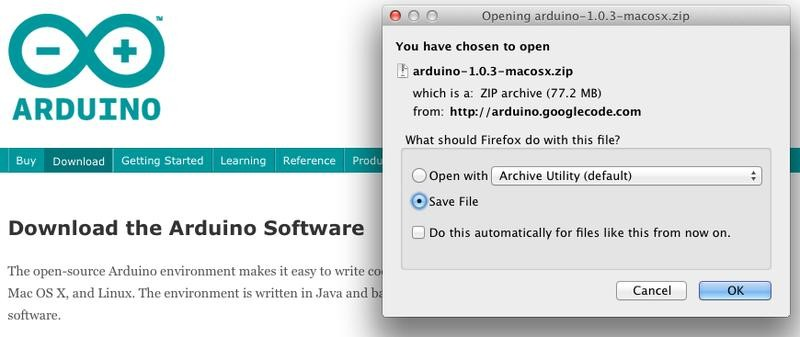 ARDUINO
TM
Buy Download Getting Started Learning Reference
Download the Arduino Software
The open-source Arduino environment makes it easy to write
Mac OS X, and Linux. The environment is written in Java and
software.
Opening arduino-1.0.3-macosx.zip
You have chosen to open
arduino-1.0.3-macosx.zip
which is a: ZIP archive (77.2 MB)
from: http://arduino.googlecode.com
What should Firefox do with this file?
Open with Archive Utility (default)
Save File
Do this automatically for files like this from now on.
Cancel OK